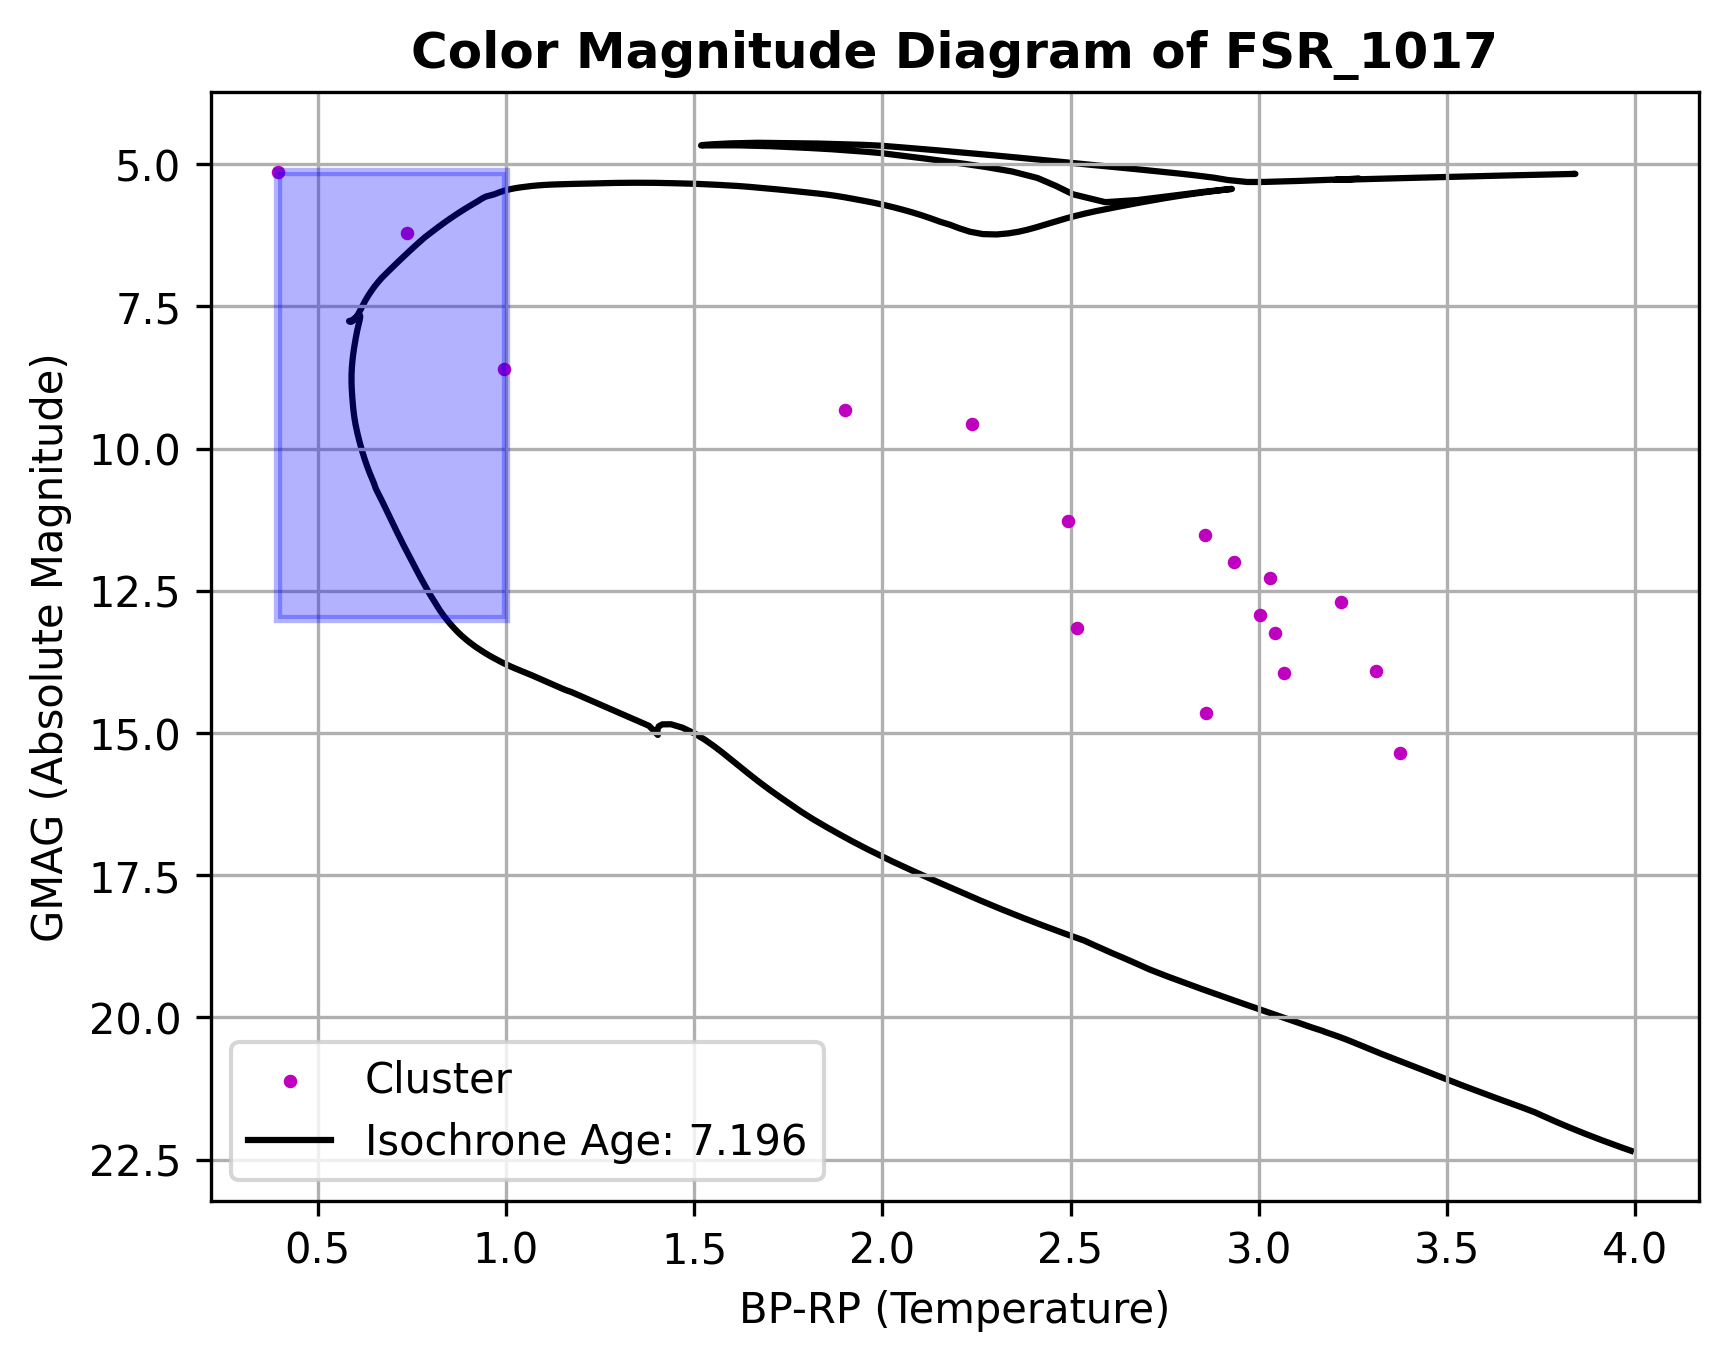 Color Magnitude Diagram of FSR_1017
GMAG (Absolute Magnitude)
5.0
7.5
10.0
12.5
15.0
17.5
20.0
22.5
Cluster
Isochrone Age: 7.196
0.5 1.0 1.5 2.0 2.5 3.0 3.5 4.0
BP-RP (Temperature)